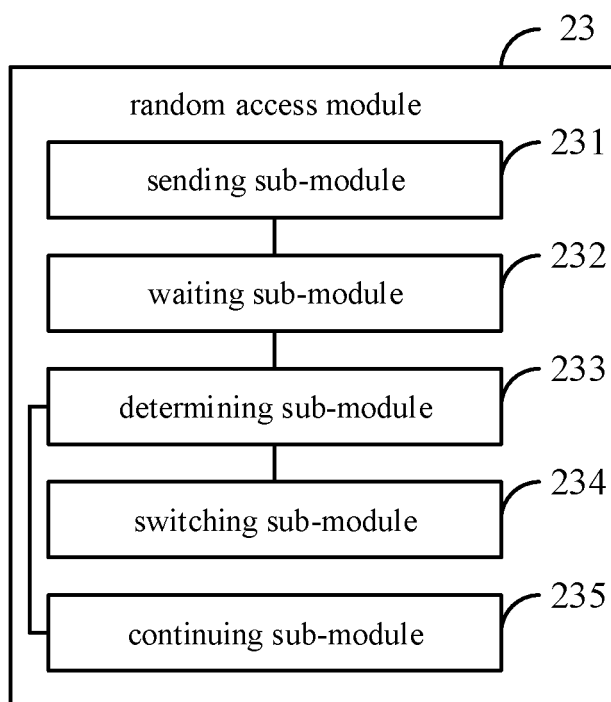 23
random access module
231
sending sub-module
232
waiting sub-module
233
determining sub-module
234
switching sub-module
235
continuing sub-module